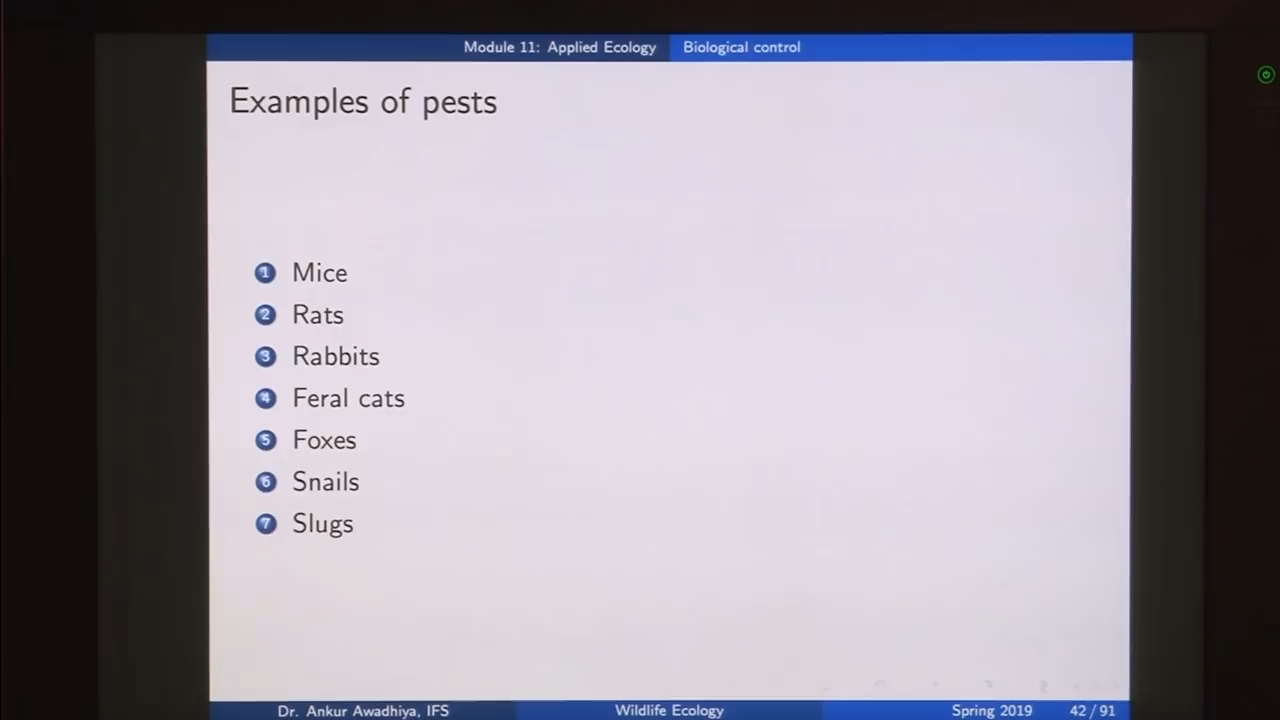 Module 11: Applied Ecology Biological control
Examples of pests
1 Mice
2 Rats
3 Rabbits
4 Feral cats
5 Foxes
6 Snails
7 Slugs
Dr. Ankur Awadhiya, IFS Wildlife Ecology Spring 2019 42 / 91